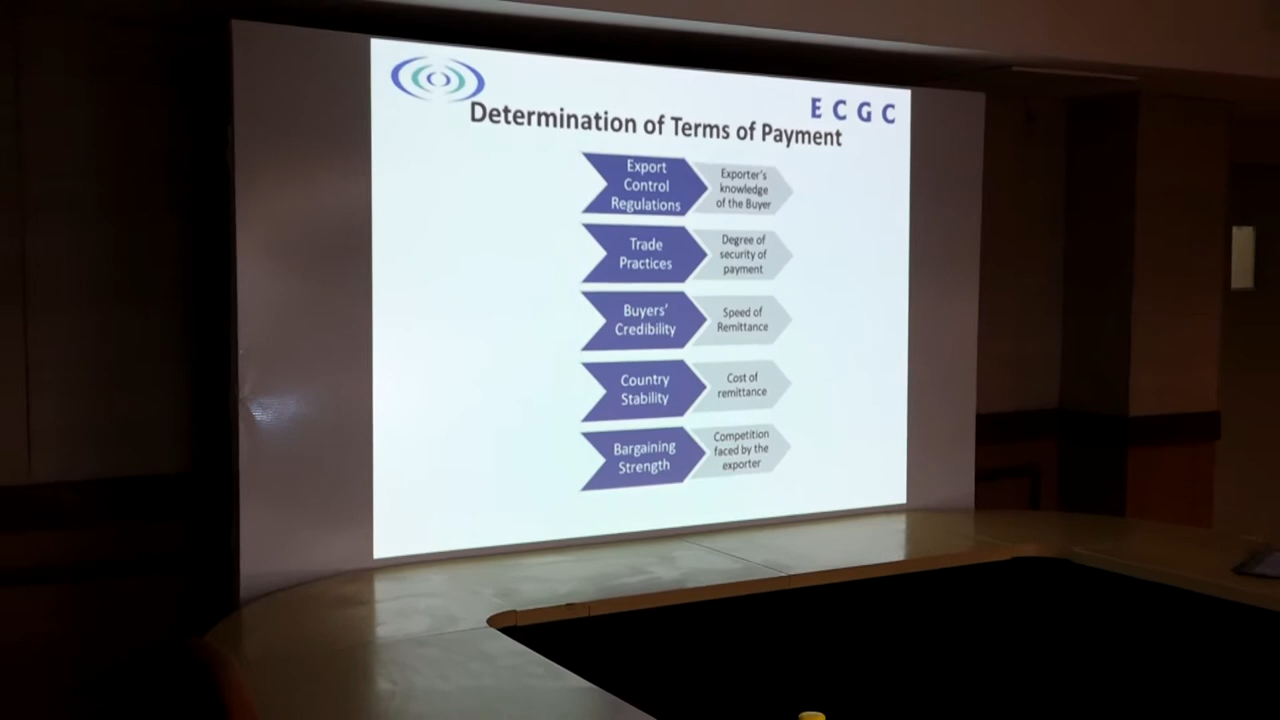 E C G C
Determination of Terms of Payment
Export
Control
Regulations
Exporter's
knowledge
of the Buyer
Trade
Practices
Degree of
security of
payment
Buyers'
Credibility
Speed of
Remittance
Country
Stability
Cost of
remittance
Bargaining
Strength
Competition
faced by the
exporter